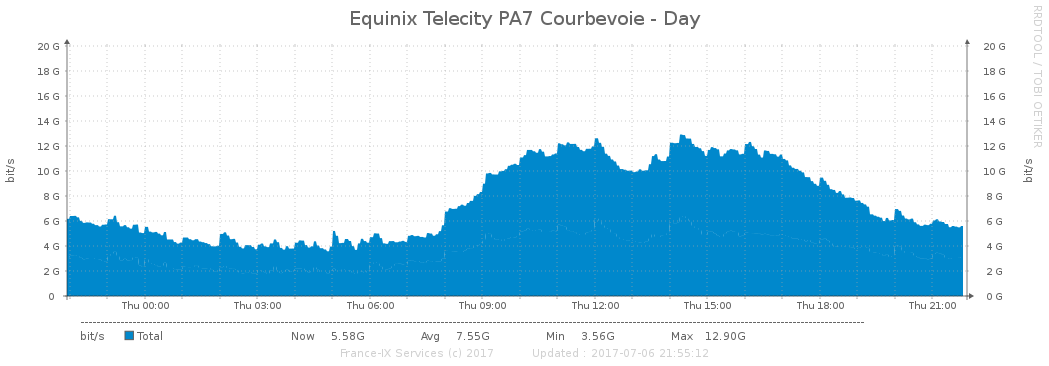 Equinix Telecity PA7 Courbevoie - Day
RRDTOOL / TOBI OETIKER
bit/s
20 G 20 G
18 G 18 G
16 G 16 G
14 G 14 G
12 G 12 G
10 G 10 G
8 G 8 G
6 G 6 G
4 G 4 G
2 G 2 G
0 0 G
bit/s
Thu 00:00 Thu 03:00 Thu 06:00 Thu 09:00 Thu 12:00 Thu 15:00 Thu 18:00 Thu 21:00
bit/s Total Now 5.58G Avg 7.55G Min 3.56G Max 12.90G
France-IX Services (c) 2017 Updated : 2017-07-06 21:55:12